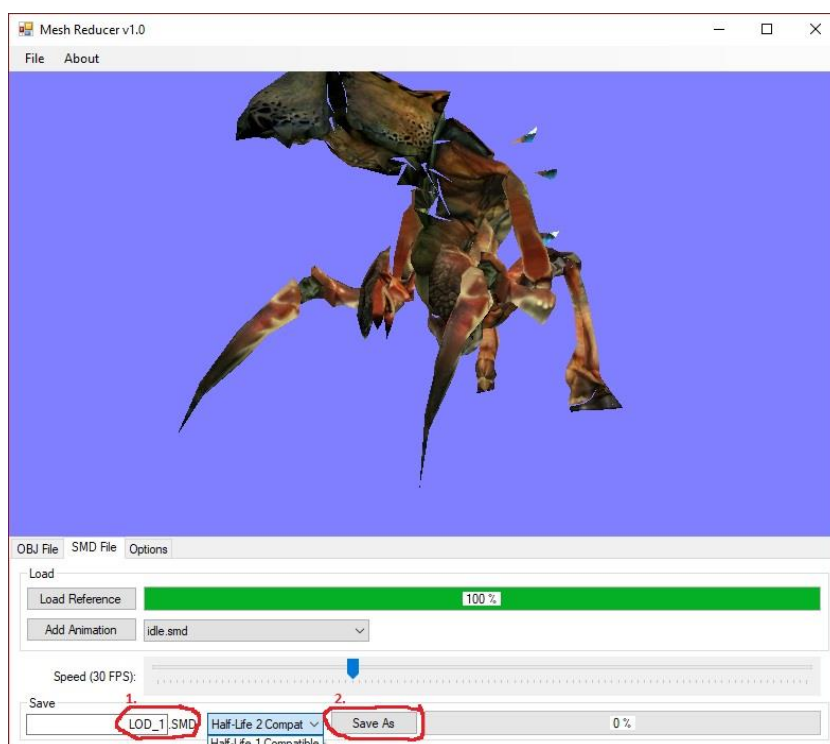 Mesh Reducer v1.0
File About
OBJ File SMD File Options
Load
Load Reference 100 %
Add Animation idle.smd
Speed (30 FPS):
1. 2.
Save
LOD_1 .SMD Half-Life 2 Compat Save As 0 %
Half-Life 1 Compatible